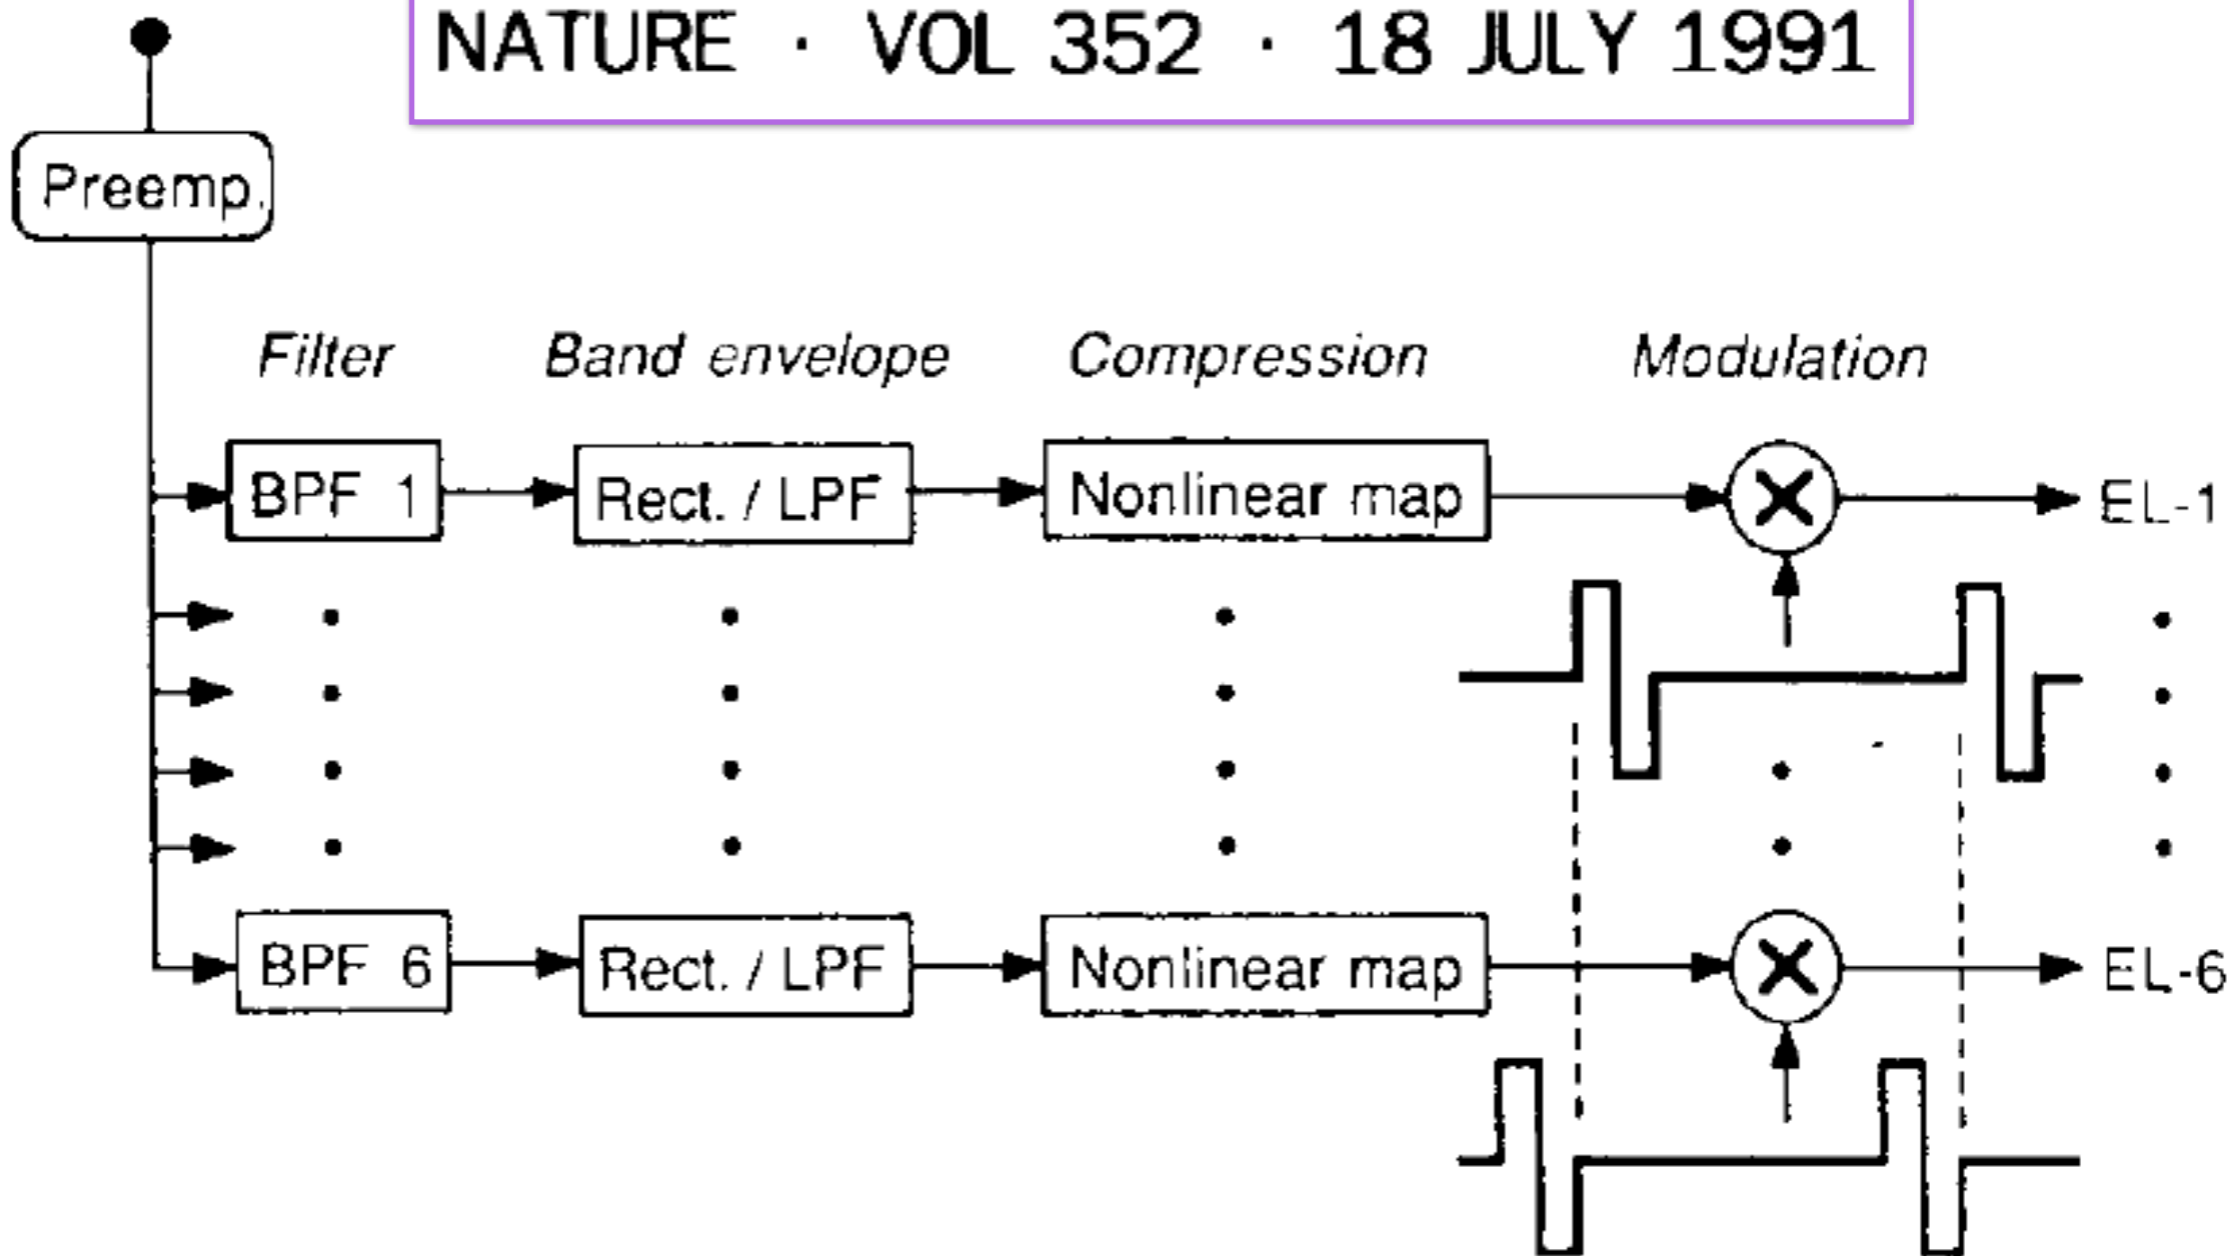 NATURE · VOL 352 · 18 JULY 1991
Preemp.
Filter Band envelope Compression Modulation
BPF 1 Rect. / LPF Nonlinear map EL-1
BPF 6 Rect. / LPF Nonlinear map EL-6